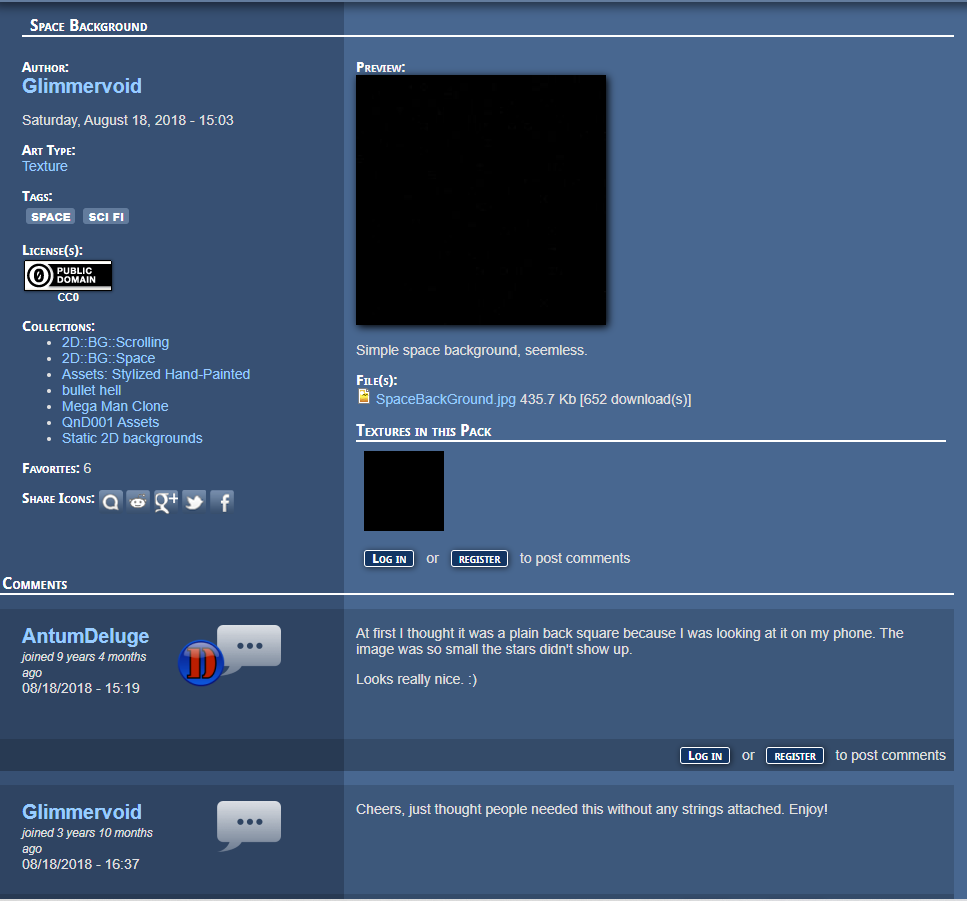 Space Background
Author:
Glimmervoid
Saturday, August 18, 2018 - 15:03
Art Type:
Texture
Tags:
SPACE SCI FI
License(s):
PUBLIC
DOMAIN
CC0
Collections:
2D::BG::Scrolling
2D::BG::Space
Assets: Stylized Hand-Painted
bullet hell
Mega Man Clone
QnD001 Assets
Static 2D backgrounds
Favorites: 6
Share Icons:
Preview:
Simple space background, seemless.
File(s):
SpaceBackGround.jpg 435.7 Kb [652 download(s)]
Textures in this Pack
Log in or register to post comments
Comments
AntumDeluge
joined 9 years 4 months
ago
08/18/2018 - 15:19
D
At first I thought it was a plain back square because I was looking at it on my phone. The
image was so small the stars didn't show up.
Looks really nice. :)
Log in or register to post comments
Glimmervoid
joined 3 years 10 months
ago
08/18/2018 - 16:37
Cheers, just thought people needed this without any strings attached. Enjoy!